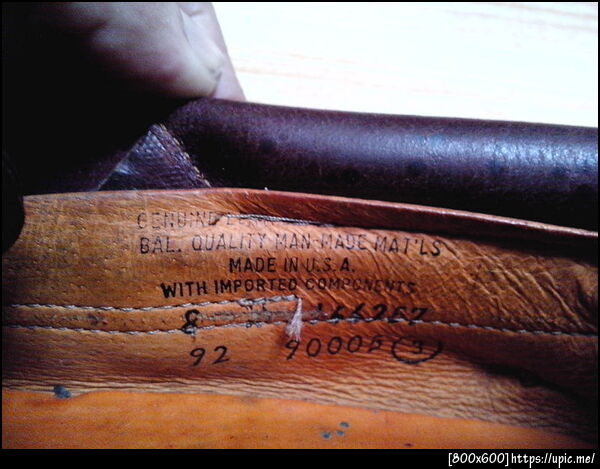 GENUINE
BAL. QUALITY MAN-MADE MAT'LS
MADE IN U.S.A.
WITH IMPORTED COMPONENTS
8
92 9000S (3)
[800x600]https://upic.me/